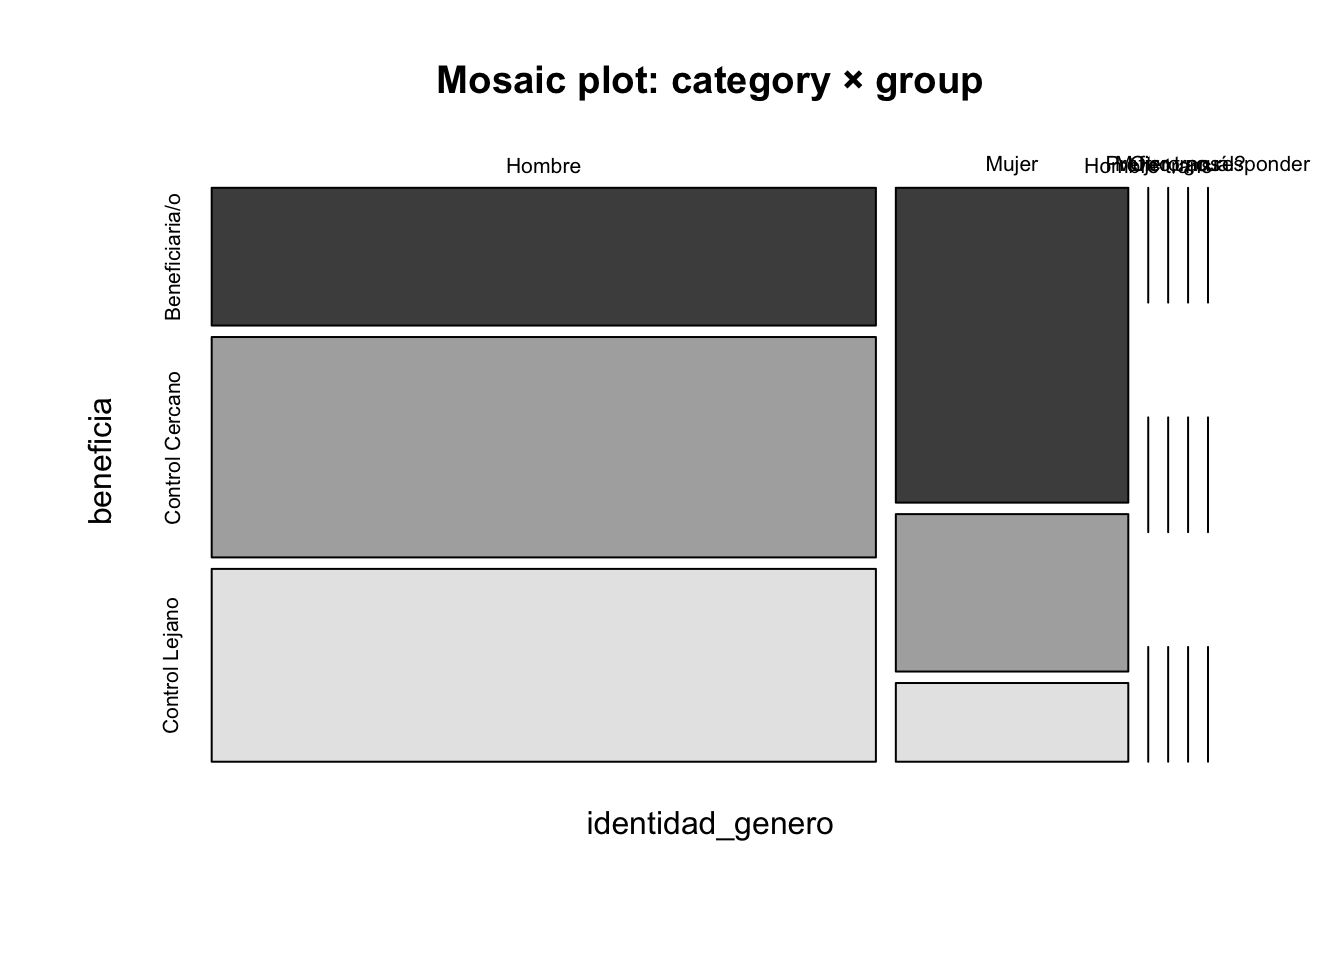 Mosaic plot: category × group
Hombre
Mujer
Beneficiaria/o
Control Cercano
Control Lejano
beneficia
identidad_genero